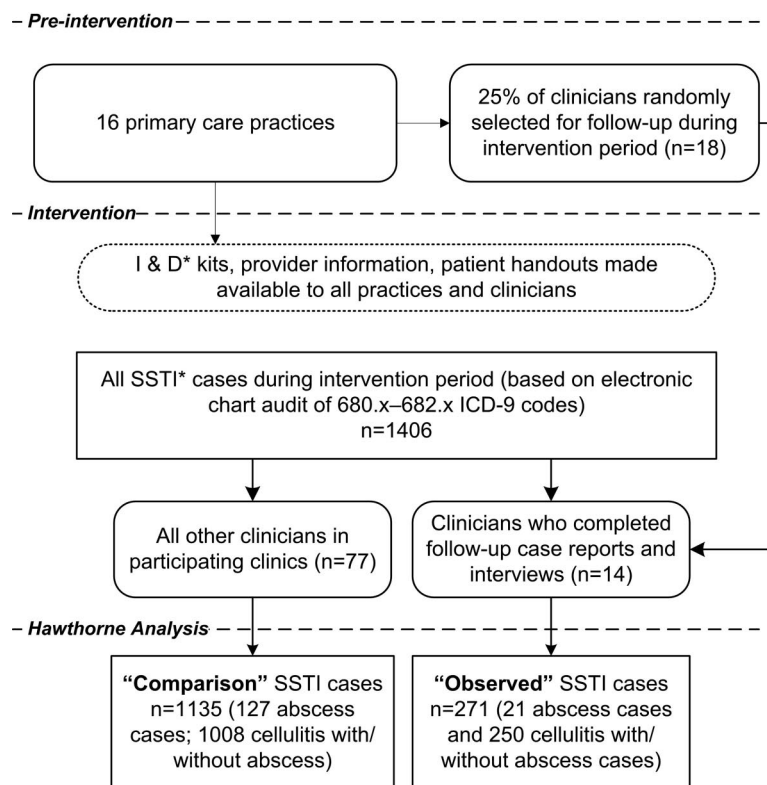 Pre-intervention
16 primary care practices
25% of clinicians randomly
selected for follow-up during
intervention period (n=18)
Intervention
I & D* kits, provider information, patient handouts made
available to all practices and clinicians
All SSTI* cases during intervention period (based on electronic
chart audit of 680.x–682.x ICD-9 codes)
n=1406
All other clinicians in
participating clinics (n=77)
Clinicians who completed
follow-up case reports and
interviews (n=14)
Hawthorne Analysis
“Comparison” SSTI cases
n=1135 (127 abscess
cases; 1008 cellulitis with/
without abscess)
“Observed” SSTI cases
n=271 (21 abscess cases
and 250 cellulitis with/
without abscess cases)